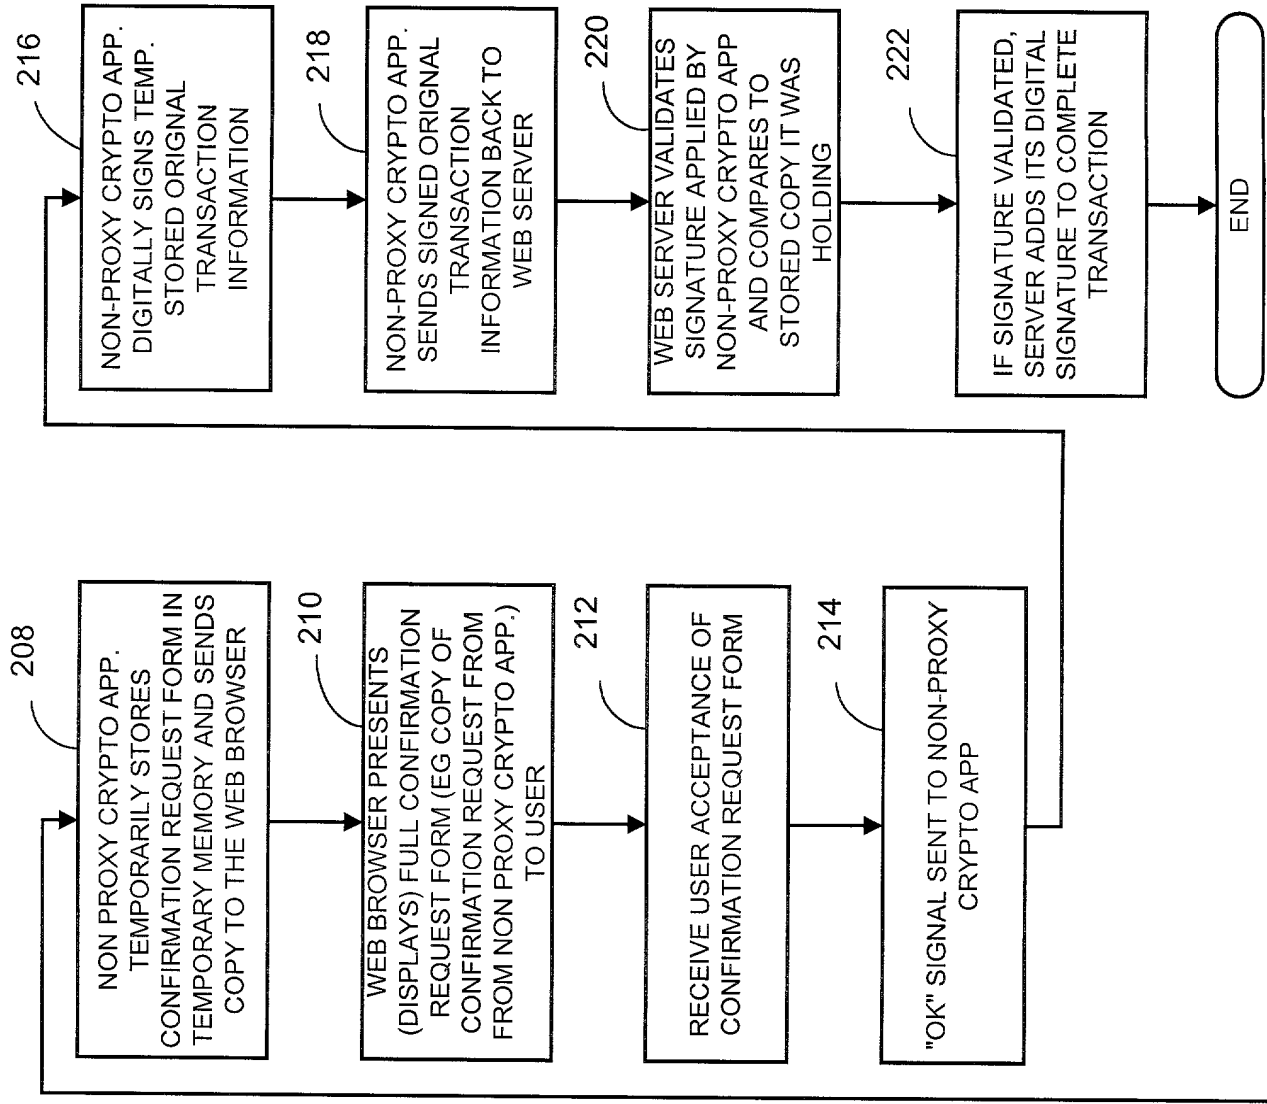 208
NON PROXY CRYPTO APP.
TEMPORARILY STORES
CONFIRMATION REQUEST FORM IN
TEMPORARY MEMORY AND SENDS
COPY TO THE WEB BROWSER
210
WEB BROWSER PRESENTS
(DISPLAYS) FULL CONFIRMATION
REQUEST FORM (EG COPY OF
CONFIRMATION REQUEST FROM
FROM NON PROXY CRYPTO APP.)
TO USER
212
RECEIVE USER ACCEPTANCE OF
CONFIRMATION REQUEST FORM
214
"OK" SIGNAL SENT TO NON-PROXY
CRYPTO APP
216
NON-PROXY CRYPTO APP.
DIGITALLY SIGNS TEMP.
STORED ORIGNAL
TRANSACTION
INFORMATION
218
NON-PROXY CRYPTO APP.
SENDS SIGNED ORIGNAL
TRANSACTION
INFORMATION BACK TO
WEB SERVER
220
WEB SERVER VALIDATES
SIGNATURE APPLIED BY
NON-PROXY CRYPTO APP
AND COMPARES TO
STORED COPY IT WAS
HOLDING
222
IF SIGNATURE VALIDATED,
SERVER ADDS ITS DIGITAL
SIGNATURE TO COMPLETE
TRANSACTION
END